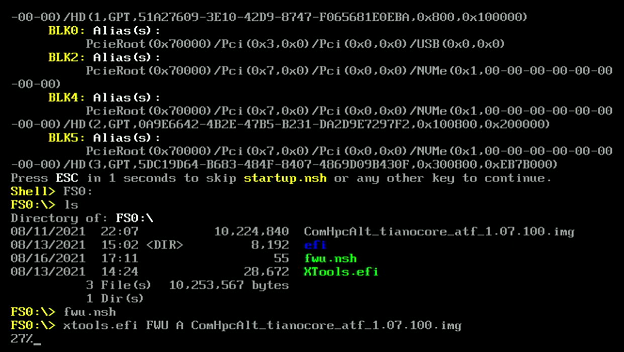 -00-00)/HD(1,GPT,51A27609-3E10-42D9-8747-F065681E0EBA,0x800,0x100000)
BLK0: Alias(s):
PcieRoot(0x70000)/Pci(0x3,0x0)/Pci(0x0,0x0)/USB(0x0,0x0)
BLK2: Alias(s):
PcieRoot(0x70000)/Pci(0x7,0x0)/Pci(0x0,0x0)/NVMe(0x1,00-00-00-00-00-00
-00-00)
BLK4: Alias(s):
PcieRoot(0x70000)/Pci(0x7,0x0)/Pci(0x0,0x0)/NVMe(0x1,00-00-00-00-00-00
-00-00)/HD(2,GPT,0A9E6642-4B2E-47B5-B231-DA2D9E7297F2,0x100800,0x200000)
BLK5: Alias(s):
PcieRoot(0x70000)/Pci(0x7,0x0)/Pci(0x0,0x0)/NVMe(0x1,00-00-00-00-00-00
-00-00)/HD(3,GPT,5DC19D64-B683-484F-8407-4869D09B430F,0x300800,0xEB7B000)
Press ESC in 1 seconds to skip startup.nsh or any other key to continue.
Shell> FS0:
FS0:\> ls
Directory of: FS0:\
08/11/2021 22:07 10,224,840 ComHpcAlt_tianocore_atf_1.07.100.img
08/13/2021 15:02 <DIR> 8,192 efi
08/16/2021 17:11 55 fwu.nsh
08/13/2021 14:24 28,672 XTools.efi
3 File(s) 10,253,567 bytes
1 Dir(s)
FS0:\> fwu.nsh
FS0:\> xtools.efi FWU A ComHpcAlt_tianocore_atf_1.07.100.img
27%_